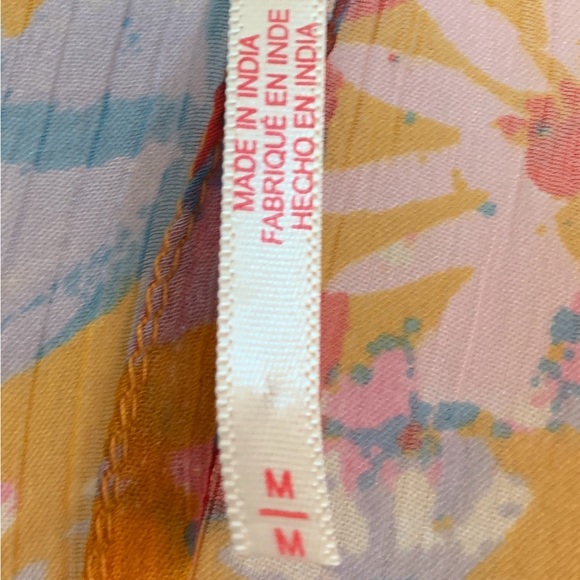 MADE IN INDIA
FABRIQUÉ EN INDE
HECHO EN INDIA
M / M